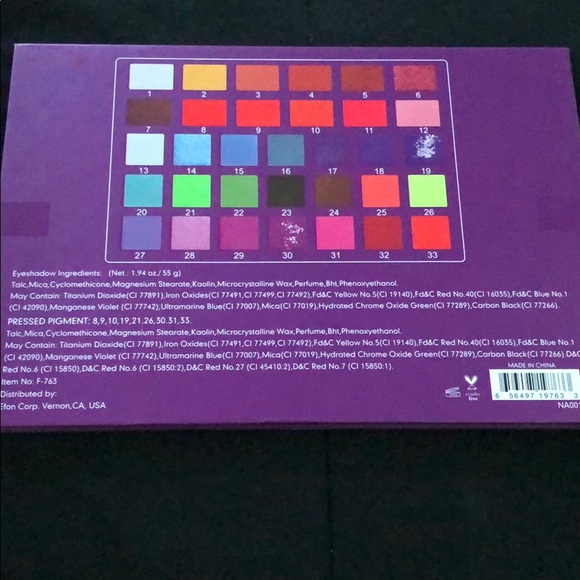 1 2 3 4 5 6
7 8 9 10 11 12
13 14 15 16 17 18 19
20 21 22 23 24 25 26
27 28 29 30 31 32 33
Eyeshadow Ingredients: (Net.: 1.94 oz./ 55 g)
Talc,Mica,Cyclomethicone,Magnesium Stearate,Kaolin,Microcrystalline Wax,Perfume,Bht,Phenoxyethanol.
May Contain: Titanium Dioxide(CI 77891),Iron Oxides(CI 77491,CI 77499,CI 77492),Fd&C Yellow No.5(CI 19140),Fd&C Red No.40(CI 16035),Fd&C Blue No.1
(CI 42090),Manganese Violet (CI 77742),Ultramarine Blue(CI 77007),Mica(CI 77019),Hydrated Chrome Oxide Green(CI 77289),Carbon Black(CI 77266).
PRESSED PIGMENT: 8,9,10,19,21,26,30,31,33.
Talc,Mica,Cyclomethicone,Magnesium Stearate,Kaolin,Microcrystalline Wax,Perfume,Bht,Phenoxyethanol.
May Contain: Titanium Dioxide(CI 77891),Iron Oxides(CI 77491,CI 77499,CI 77492),Fd&C Yellow No.5(CI 19140),Fd&C Red No.40(CI 16035),Fd&C Blue No.1
CI 42090),Manganese Violet (CI 77742),Ultramarine Blue(CI 77007),Mica(CI 77019),Hydrated Chrome Oxide Green(CI 77289),Carbon Black(CI 77266),D&C
Red No.6 (CI 15850),D&C Red No.6 (CI 15850:2),D&C Red No.27 (CI 45410:2),D&C Red No.7 (CI 15850:1).
MADE IN CHINA
Item No: F-763
Distributed by:
Efon Corp. Vernon,CA, USA
cruelty
free
6 56497 19763 3
NA001